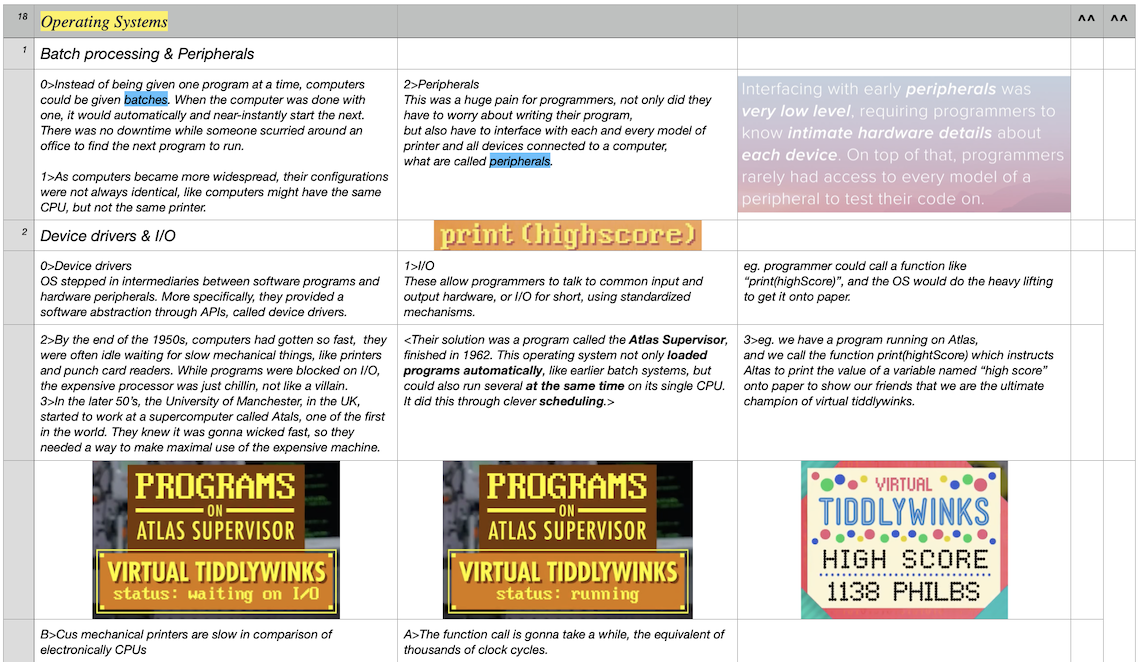 18
Operating Systems
^^
^^
1
Batch processing & Peripherals
0>Instead of being given one program at a time, computers
could be given batches. When the computer was done with
one, it would automatically and near-instantly start the next.
There was no downtime while someone scurried around an
office to find the next program to run.
1>As computers became more widespread, their configurations
were not always identical, like computers might have the same
CPU, but not the same printer.
2>Peripherals
This was a huge pain for programmers, not only did they
have to worry about writing their program,
but also have to interface with each and every model of
printer and all devices connected to a computer,
what are called peripherals.
Interfacing with early peripherals was
very low level, requiring programmers to
know intimate hardware details about
each device. On top of that, programmers
rarely had access to every model of a
peripheral to test their code on.
2
Device drivers & I/O
print (highscore)
0>Device drivers
OS stepped in intermediaries between software programs and
hardware peripherals. More specifically, they provided a
software abstraction through APIs, called device drivers.
1>I/O
These allow programmers to talk to common input and
output hardware, or I/O for short, using standardized
mechanisms.
eg. programmer could call a function like
“print(highScore)”, and the OS would do the heavy lifting
to get it onto paper.
2>By the end of the 1950s, computers had gotten so fast, they
were often idle waiting for slow mechanical things, like printers
and punch card readers. While programs were blocked on I/O,
the expensive processor was just chillin, not like a villain.
3>In the later 50’s, the University of Manchester, in the UK,
started to work at a supercomputer called Atals, one of the first
in the world. They knew it was gonna wicked fast, so they
needed a way to make maximal use of the expensive machine.
<Their solution was a program called the Atlas Supervisor,
finished in 1962. This operating system not only loaded
programs automatically, like earlier batch systems, but
could also run several at the same time on its single CPU.
It did this through clever scheduling.>
3>eg. we have a program running on Atlas,
and we call the function print(hightScore) which instructs
Altas to print the value of a variable named “high score”
onto paper to show our friends that we are the ultimate
champion of virtual tiddlywinks.
PROGRAMS
ON
ATLAS SUPERVISOR
VIRTUAL TIDDLYWINKS
status: waiting on I/O
PROGRAMS
ON
ATLAS SUPERVISOR
VIRTUAL TIDDLYWINKS
status: running
VIRTUAL
TIDDLYWINKS
HIGH SCORE
1138 PHILBS
B>Cus mechanical printers are slow in comparison of
electronically CPUs
A>The function call is gonna take a while, the equivalent of
thousands of clock cycles.